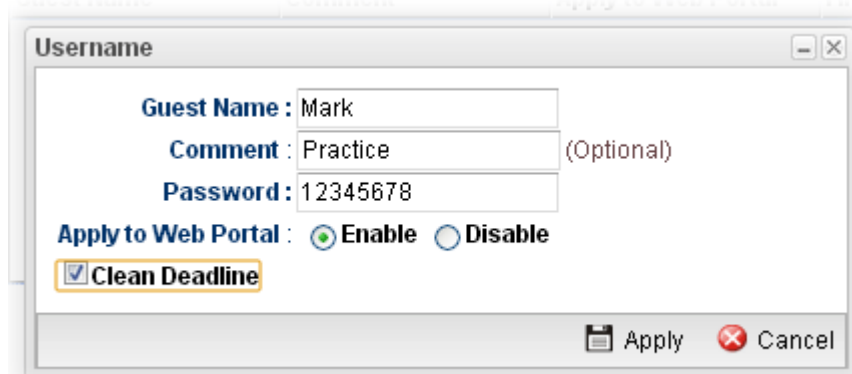 Username
Guest Name : Mark
Comment : Practice (Optional)
Password : 12345678
Apply to Web Portal : Enable Disable
Clean Deadline
Apply Cancel